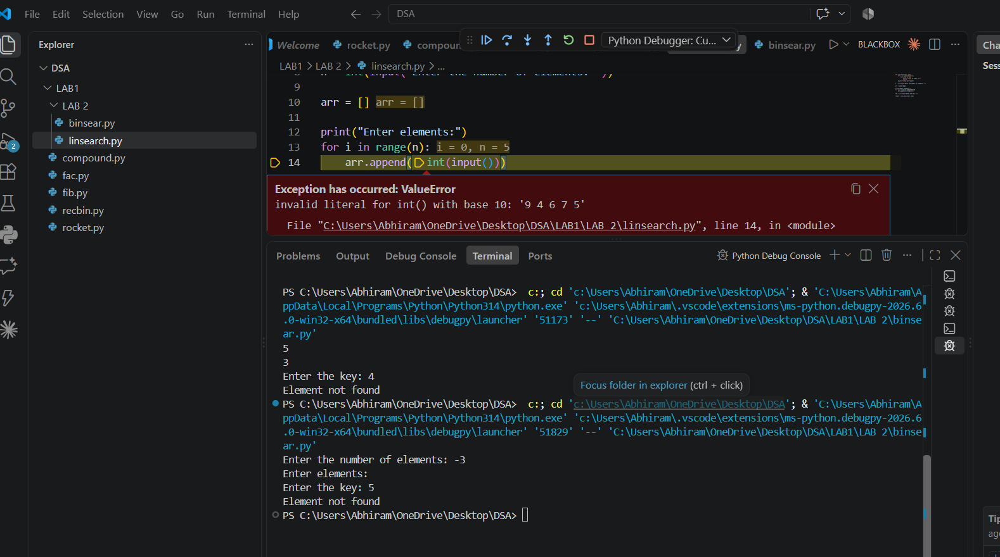 File Edit Selection View Go Run Terminal Help
DSA
Explorer
DSA
LAB1
LAB 2
binsear.py
linsearch.py
compound.py
fac.py
fib.py
recbin.py
rocket.py
2
Welcome rocket.py binsear.py
Python Debugger: Cu...
BLACKBOX
LAB1 > LAB 2 > linsearch.py > ...
9
10 arr = [] arr = []
11
12 print("Enter elements:")
13 for i in range(n): i = 0, n = 5
14 arr.append(int(input()))
Exception has occurred: ValueError
invalid literal for int() with base 10: '9 4 6 7 5'
File "C:\Users\Abhiram\OneDrive\Desktop\DSA\LAB1\LAB 2\linsearch.py", line 14, in <module>
Problems Output Debug Console Terminal Ports
Python Debug Console
PS C:\Users\Abhiram\OneDrive\Desktop\DSA> c:; cd 'c:\Users\Abhiram\OneDrive\Desktop\DSA'; & 'C:\Users\Abhiram\A
ppData\Local\Programs\Python\Python314\python.exe' 'c:\Users\Abhiram\.vscode\extensions\ms-python.debugpy-2026.6
.0-win32-x64\bundled\libs\debugpy\launcher' '51173' '--' 'C:\Users\Abhiram\OneDrive\Desktop\DSA\LAB1\LAB 2\binse
ar.py'
5
3
Enter the key: 4
Element not found
Focus folder in explorer (ctrl + click)
PS C:\Users\Abhiram\OneDrive\Desktop\DSA> c:; cd 'c:\Users\Abhiram\OneDrive\Desktop\DSA'; & 'C:\Users\Abhiram\A
ppData\Local\Programs\Python\Python314\python.exe' 'c:\Users\Abhiram\.vscode\extensions\ms-python.debugpy-2026.6
.0-win32-x64\bundled\libs\debugpy\launcher' '51829' '--' 'C:\Users\Abhiram\OneDrive\Desktop\DSA\LAB1\LAB 2\binse
ar.py'
Enter the number of elements: -3
Enter elements:
Enter the key: 5
Element not found
PS C:\Users\Abhiram\OneDrive\Desktop\DSA>